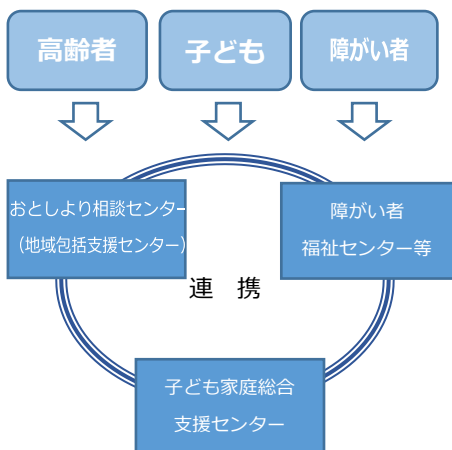 高齢者
子ども
障がい者
おとしより相談センター
（地域包括支援センター）
障がい者
福祉センター等
連　携
子ども家庭総合
支援センター